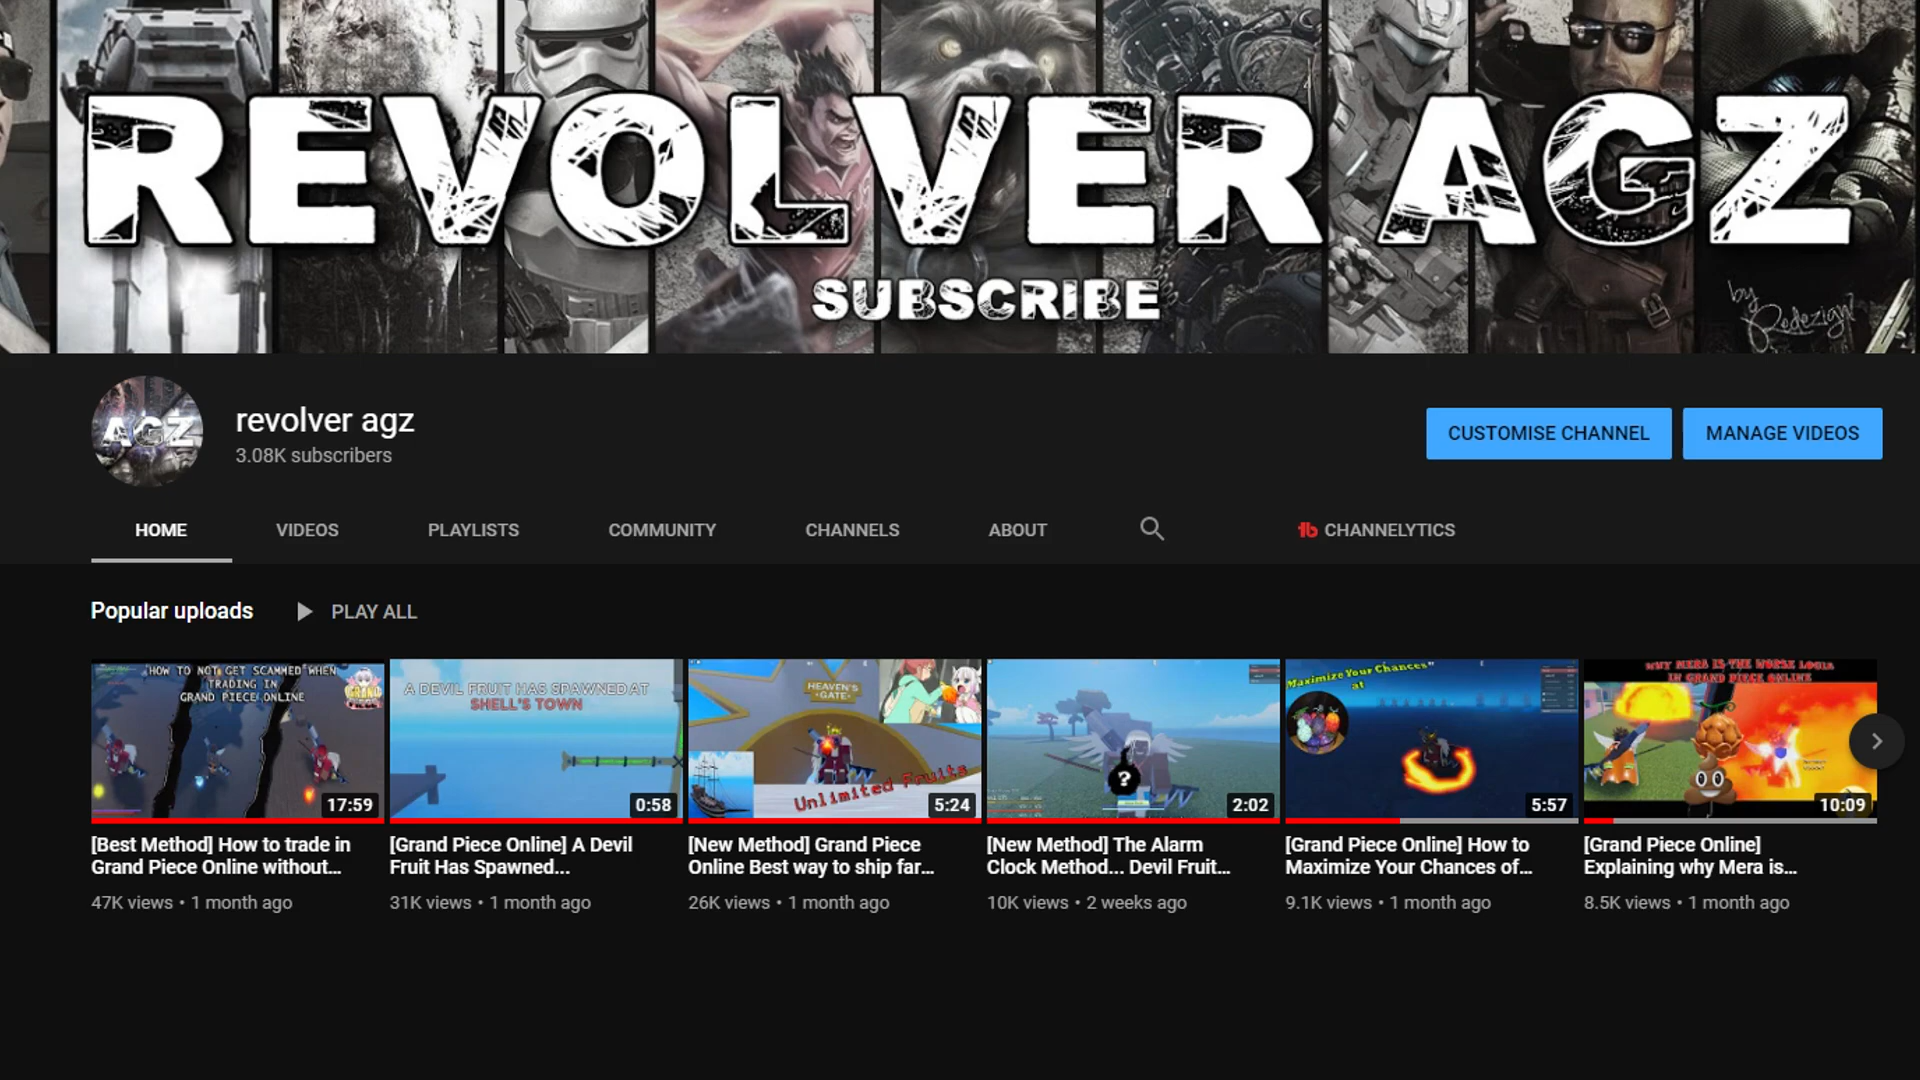 REVOLVER AGZ
SUBSCRIBE
by Redezign
AGZ
revolver agz
3.08K subscribers
CUSTOMISE CHANNEL
MANAGE VIDEOS
HOME
VIDEOS
PLAYLISTS
COMMUNITY
CHANNELS
ABOUT
CHANNELYTICS
Popular uploads
PLAY ALL
"HOW TO NOT GET SCAMMED"WHEN
TRADING IN
GRAND PIECE ONLINE
17:59
A DEVIL FRUIT HAS SPAWNED AT
SHELL'S TOWN
0:58
HEAVEN'S
GATE
Unlimited Fruits
5:24
?
2:02
Maximize Your Chances"
at
5:57
WHY MERA IS THE WORSE LOGIA
IN GRAND PIECE ONLINE
10:09
[Best Method] How to trade in
Grand Piece Online without...
47K views • 1 month ago
[Grand Piece Online] A Devil
Fruit Has Spawned...
31K views • 1 month ago
[New Method] Grand Piece
Online Best way to ship far...
26K views • 1 month ago
[New Method] The Alarm
Clock Method... Devil Fruit...
10K views • 2 weeks ago
[Grand Piece Online] How to
Maximize Your Chances of...
9.1K views • 1 month ago
[Grand Piece Online]
Explaining why Mera is...
8.5K views • 1 month ago